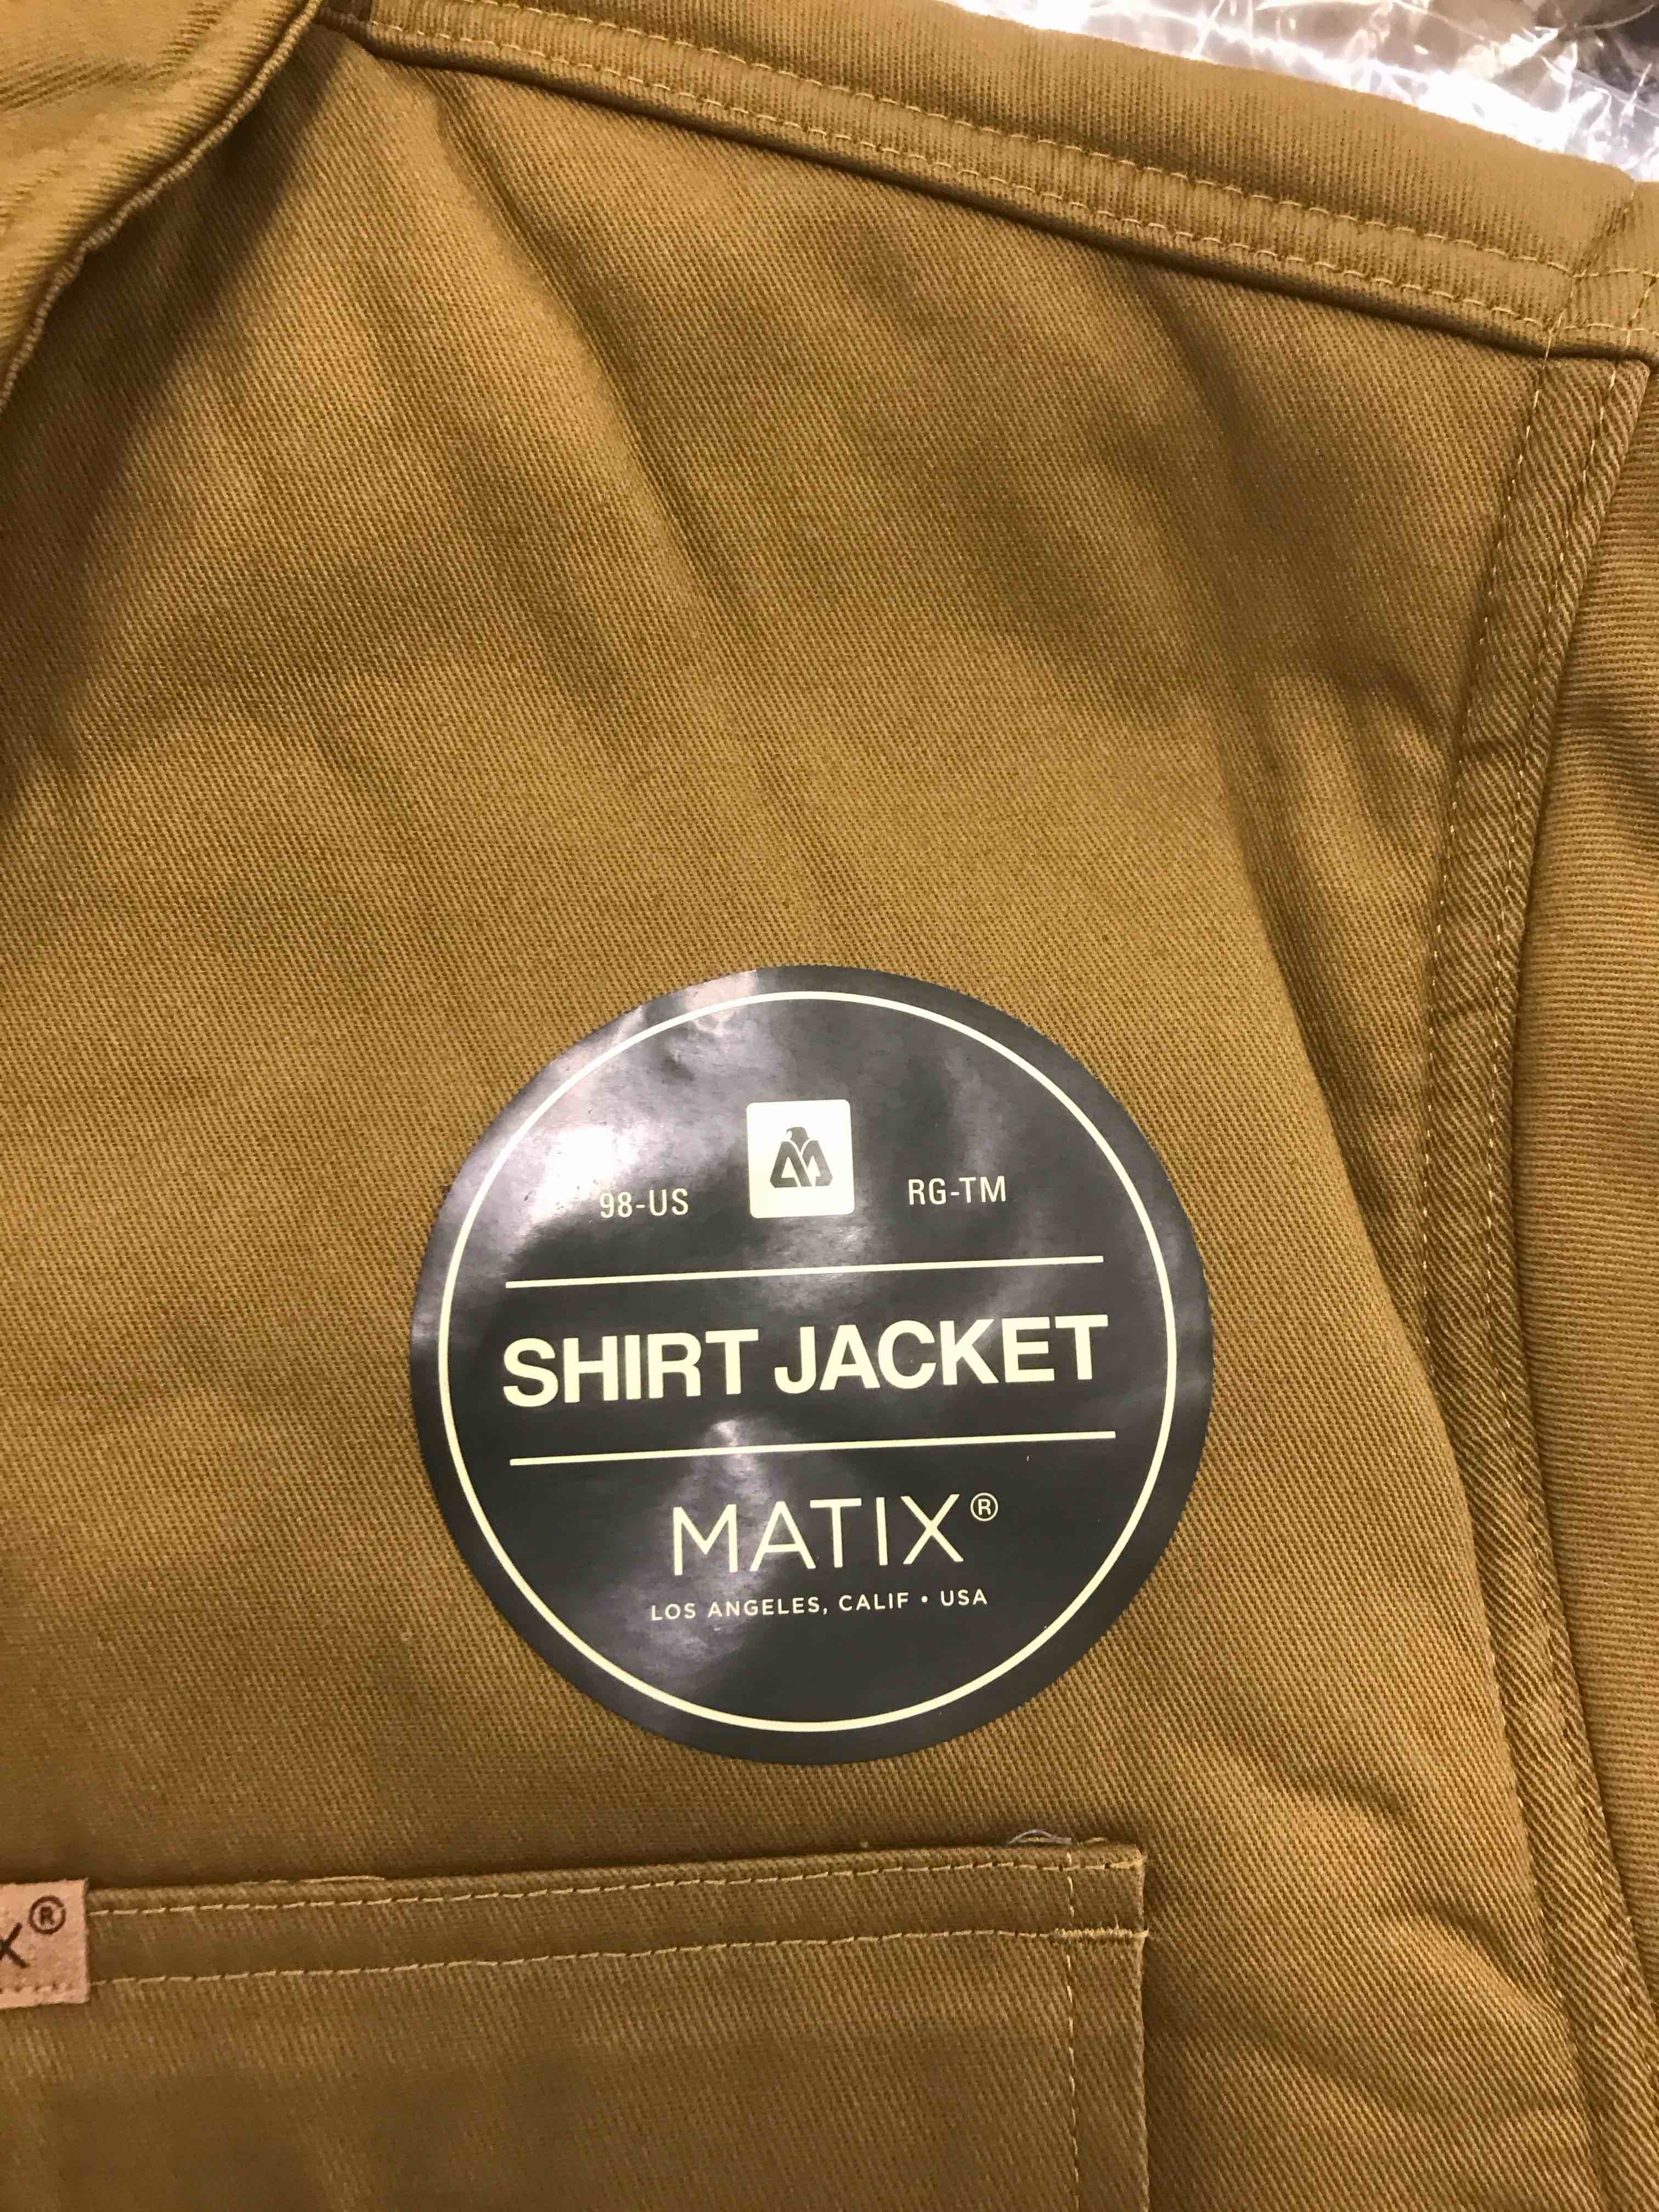 98-US RG-TM
SHIRT JACKET
MATIX®
LOS ANGELES, CALIF • USA
X®